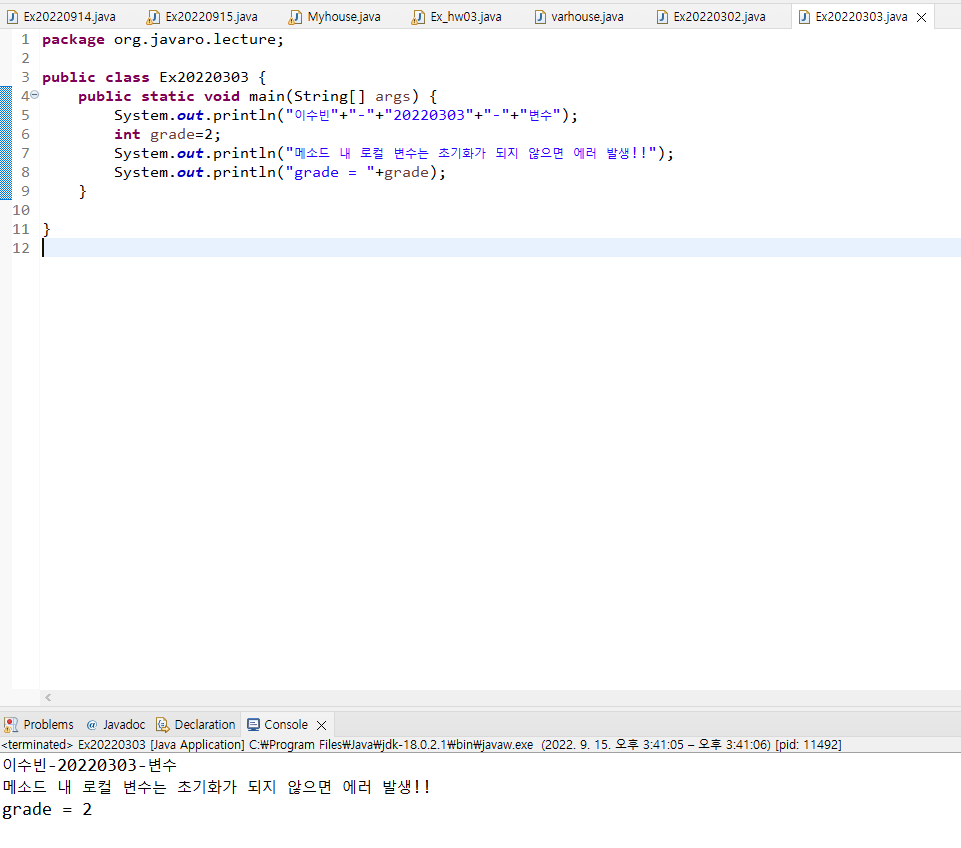 Ex20220914.java Ex20220915.java Myhouse.java Ex_hw03.java varhouse.java Ex20220302.java Ex20220303.java
1 package org.javaro.lecture;
2
3 public class Ex20220303 {
4 public static void main(String[] args) {
5 System.out.println("이수빈"+"-"+"20220303"+"-"+"변수");
6 int grade=2;
7 System.out.println("메소드 내 로컬 변수는 초기화가 되지 않으면 에러 발생!!");
8 System.out.println("grade = "+grade);
9 }
10
11 }
12
Problems @ Javadoc Declaration Console
<terminated> Ex20220303 [Java Application] C:₩Program Files₩Java₩jdk-18.0.2.1₩bin₩javaw.exe (2022. 9. 15. 오후 3:41:05 – 오후 3:41:06) [pid: 11492]
이수빈-20220303-변수
메소드 내 로컬 변수는 초기화가 되지 않으면 에러 발생!!
grade = 2